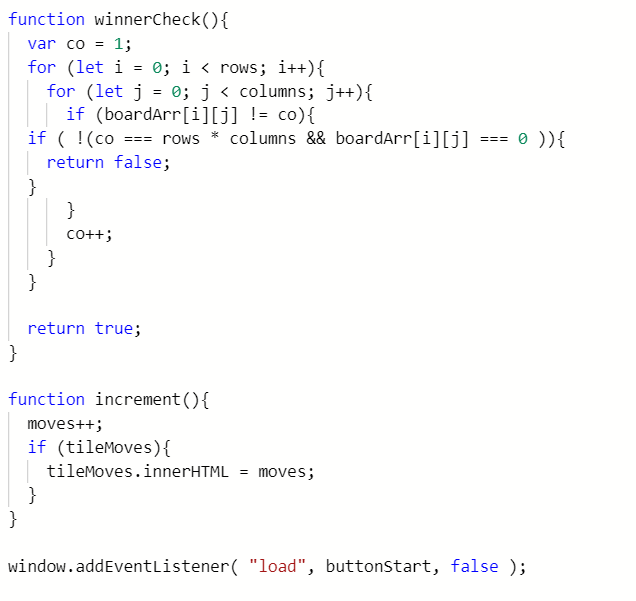 function winnerCheck(){
  var co = 1;
  for (let i = 0; i < rows; i++){
    for (let j = 0; j < columns; j++){
      if (boardArr[i][j] != co){
  if ( !(co === rows * columns && boardArr[i][j] === 0 )){
    return false;
  }
      }
      co++;
    }
  }

  return true;
}

function increment(){
  moves++;
  if (tileMoves){
    tileMoves.innerHTML = moves;
  }
}

window.addEventListener( "load", buttonStart, false );